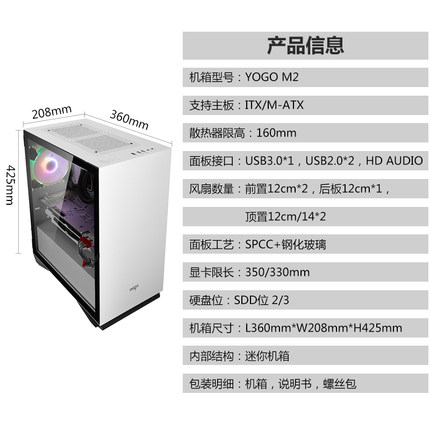 产品信息
208mm
360mm
425mm
机箱型号：YOGO M2
支持主板：ITX/M-ATX
散热器限高：160mm
面板接口：USB3.0*1，USB2.0*2，HD AUDIO
风扇数量：前置12cm*2，后板12cm*1，
顶置12cm/14*2
面板工艺：SPCC+钢化玻璃
显卡限长：350/330mm
硬盘位：SDD位 2/3
机箱尺寸：L360mm*W208mm*H425mm
内部结构：迷你机箱
包装明细：机箱，说明书，螺丝包